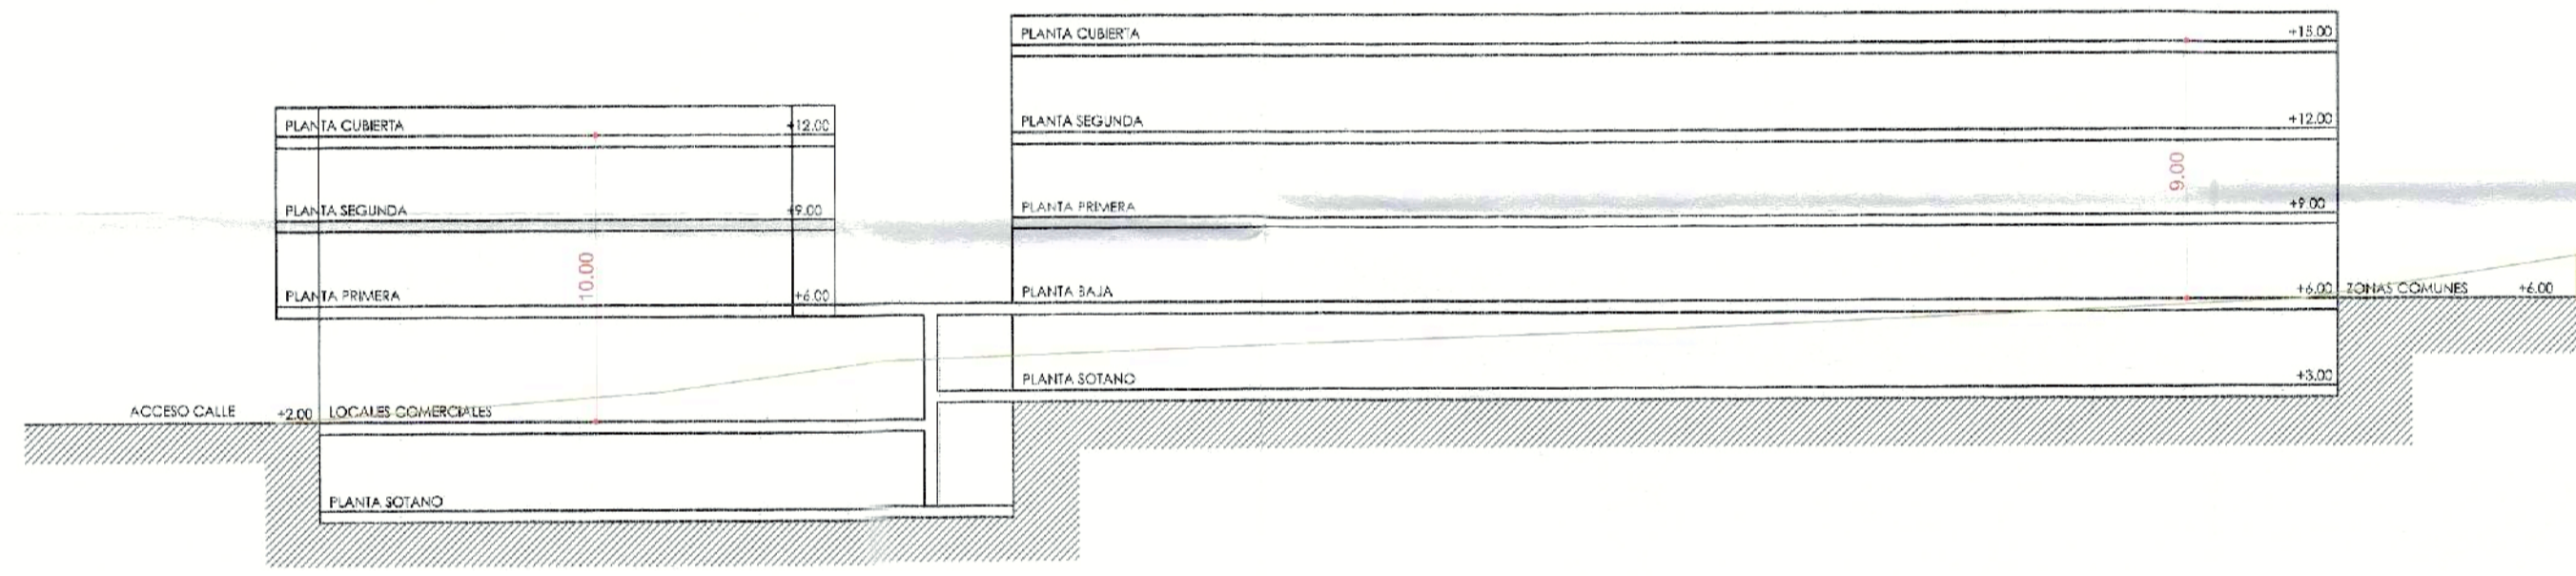 PLANTA CUBIERTA +15.00
PLANTA SEGUNDA +12.00
9.00
PLANTA PRIMERA +9.00
PLANTA BAJA +6.00 ZONAS COMUNES +6.00
PLANTA SOTANO +3.00
PLANTA CUBIERTA +12.00
PLANTA SEGUNDA +9.00
10.00
PLANTA PRIMERA +6.00
ACCESO CALLE +2.00 LOCALES COMERCIALES
PLANTA SOTANO